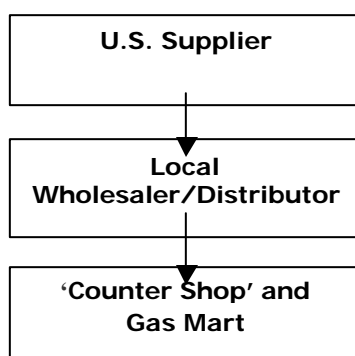 U.S. Supplier
Local
Wholesaler/Distributor
‘Counter Shop’ and
Gas Mart